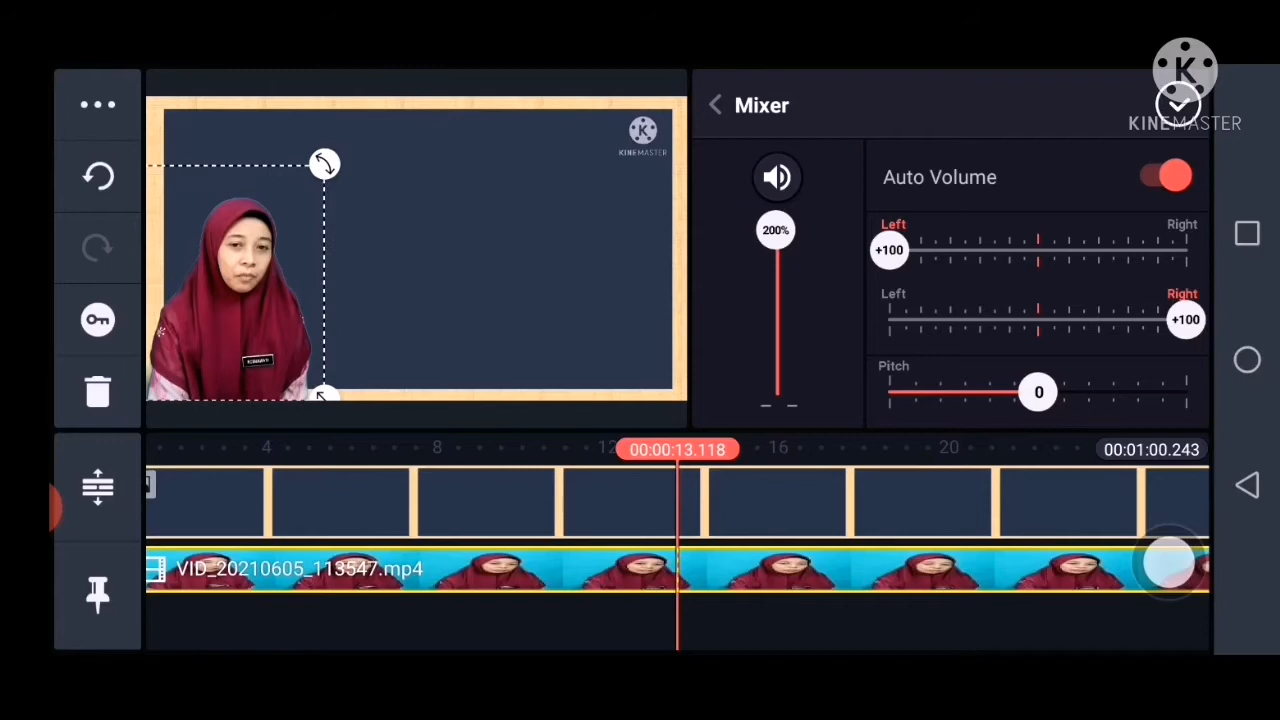 KINEMASTER
Mixer
KINEMASTER
Auto Volume
200%
Left
Right
+100
Left
Right
+100
Pitch
0
4
8
12
00:00:13.118
16
20
00:01:00.243
VID_20210605_113547.mp4